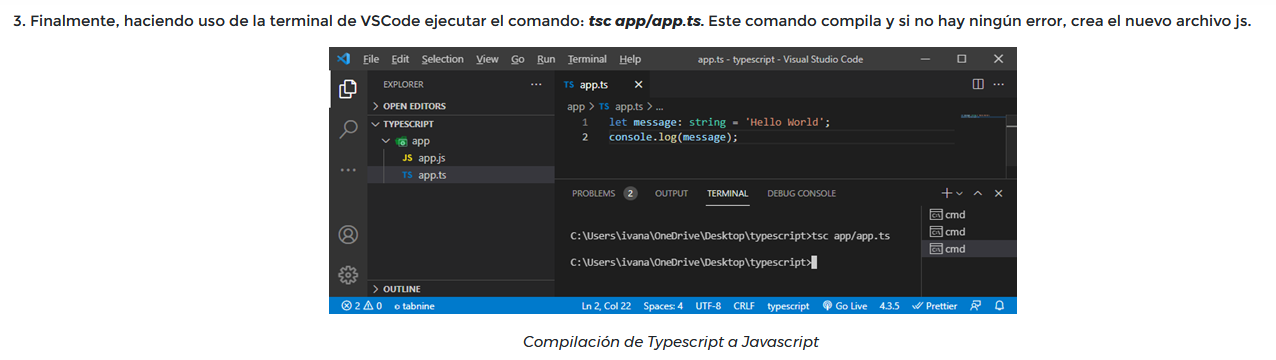 3. Finalmente, haciendo uso de la terminal de VSCode ejecutar el comando: tsc app/app.ts. Este comando compila y si no hay ningún error, crea el nuevo archivo js.
File Edit Selection View Go Run Terminal Help app.ts - typescript - Visual Studio Code
EXPLORER
OPEN EDITORS
TYPESCRIPT
app
JS app.js
TS app.ts
OUTLINE
TS app.ts
app > TS app.ts > ...
1 let message: string = 'Hello World';
2 console.log(message);
PROBLEMS 2 OUTPUT TERMINAL DEBUG CONSOLE
C:\Users\ivana\OneDrive\Desktop\typescript>tsc app/app.ts
C:\Users\ivana\OneDrive\Desktop\typescript>
cmd
cmd
cmd
2 0 tabnine Ln 2, Col 22 Spaces: 4 UTF-8 CRLF typescript Go Live 4.3.5 Prettier
Compilación de Typescript a Javascript